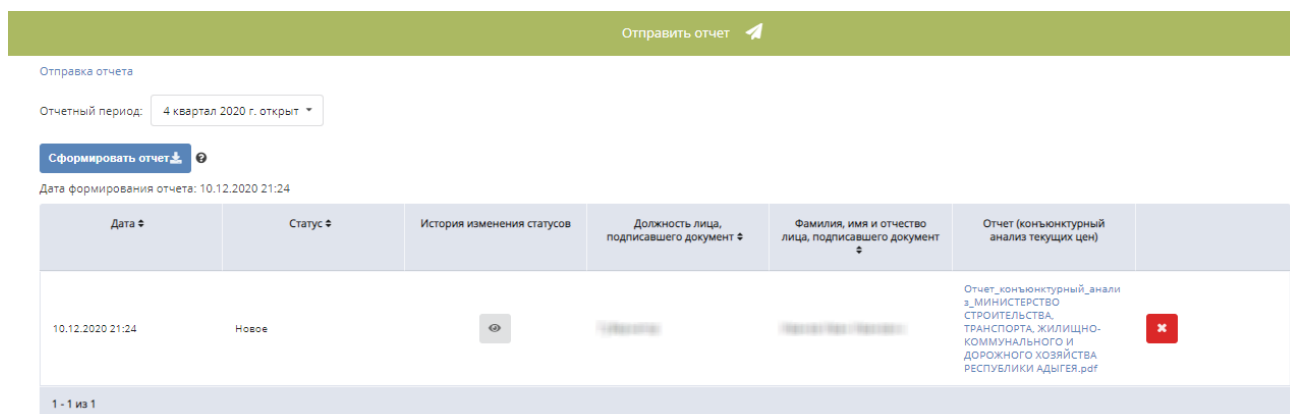 Отправить отчет
Отправка отчета
Отчетный период: 4 квартал 2020 г. открыт
Сформировать отчет
Дата формирования отчета: 10.12.2020 21:24
Дата
Статус
История изменения статусов
Должность лица,
подписавшего документ
Фамилия, имя и отчество
лица, подписавшего документ
Отчет (конъюнктурный
анализ текущих цен)
10.12.2020 21:24
Новое
Отчет_конъюнктурный_анали
з_МИНИСТЕРСТВО
СТРОИТЕЛЬСТВА,
ТРАНСПОРТА, ЖИЛИЩНО-
КОММУНАЛЬНОГО И
ДОРОЖНОГО ХОЗЯЙСТВА
РЕСПУБЛИКИ АДЫГЕЯ.pdf
1 - 1 из 1